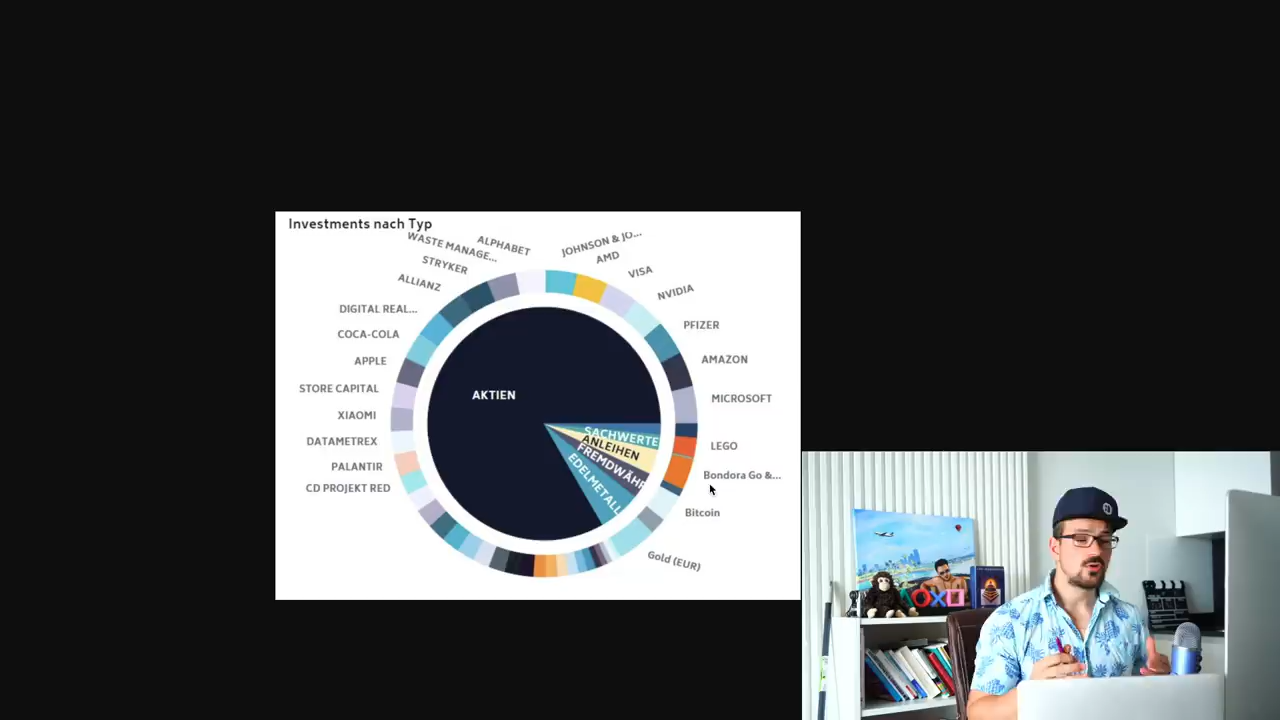 Investments nach Typ
WASTE MANAGE...
ALPHABET
JOHNSON & JO...
AMD
STRYKER
VISA
ALLIANZ
NVIDIA
DIGITAL REAL...
PFIZER
COCA-COLA
APPLE
AMAZON
STORE CAPITAL
AKTIEN
MICROSOFT
XIAOMI
DATAMETREX
SACHWERTE
LEGO
ANLEIHEN
PALANTIR
FREMDWÄHR
Bondora Go &...
CD PROJEKT RED
EDELMETALL
Bitcoin
Gold (EUR)